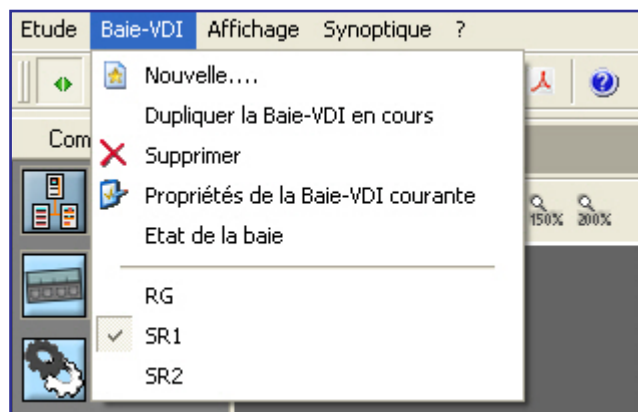 Etude Baie-VDI Affichage Synoptique ?
Nouvelle....
Dupliquer la Baie-VDI en cours
Com
Supprimer
Propriétés de la Baie-VDI courante
150% 200%
Etat de la baie
RG
SR1
SR2